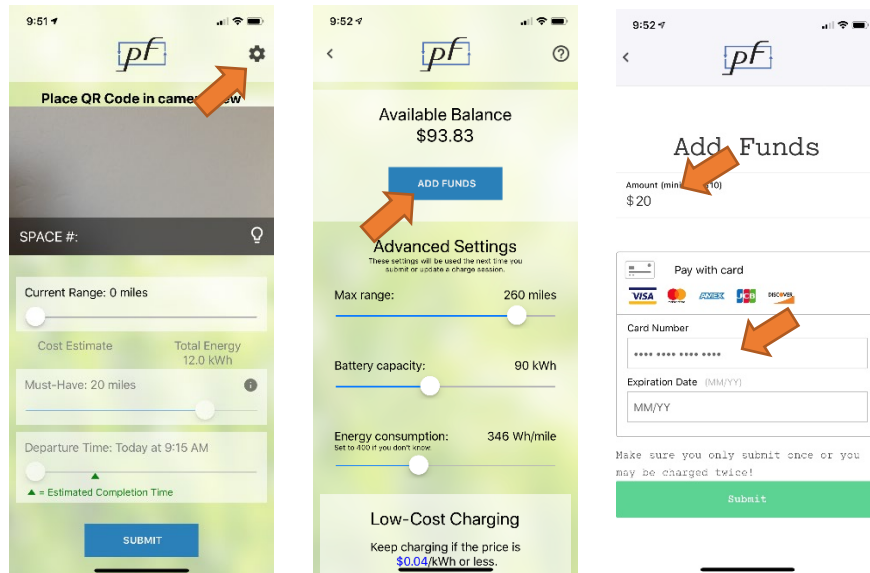 9:51
pf
Place QR Code in camer view
SPACE #:
Current Range: 0 miles
Cost Estimate
Total Energy
12.0 kWh
Must-Have: 20 miles
Departure Time: Today at 9:15 AM
▲ = Estimated Completion Time
SUBMIT
9:52
pf
Available Balance
$93.83
ADD FUNDS
Advanced Settings
These settings will be used the next time you
submit or update a charge session.
Max range: 260 miles
Battery capacity: 90 kWh
Energy consumption: 346 Wh/mile
Set to 400 if you don't know
Low-Cost Charging
Keep charging if the price is
$0.04/kWh or less.
9:52
pf
Add Funds
Amount (mini 10)
$20
Pay with card
VISA
AMEX
JCB
DISCOVER
Card Number
Expiration Date (MM/YY)
MM/YY
Make sure you only submit once or you
may be charged twice!
Submit